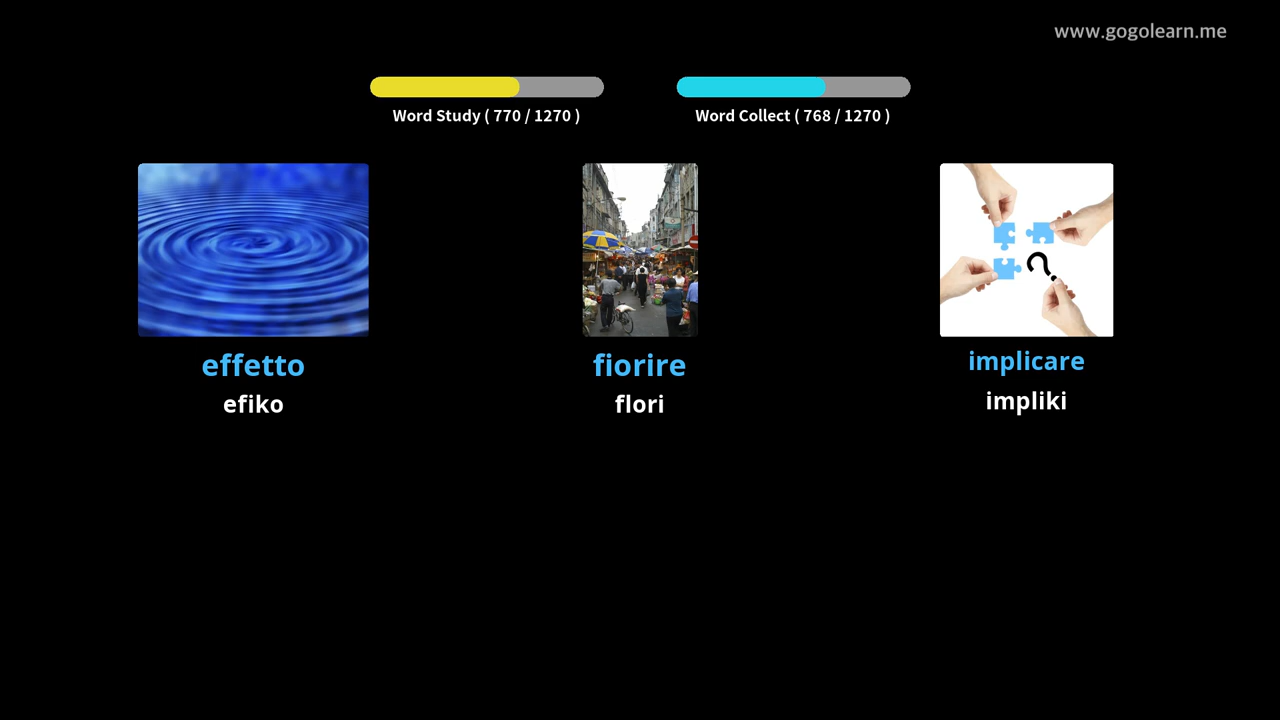 www.gogolearn.me
Word Study ( 770 / 1270 )
Word Collect ( 768 / 1270 )
effetto
efiko
fiorire
flori
implicare
impliki